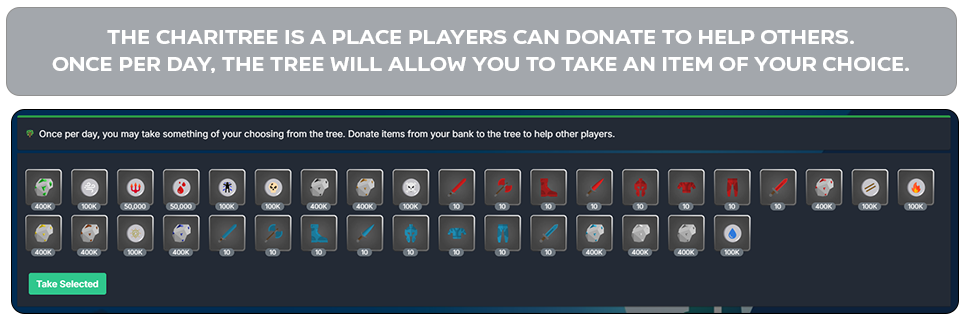 THE CHARITREE IS A PLACE PLAYERS CAN DONATE TO HELP OTHERS.
ONCE PER DAY, THE TREE WILL ALLOW YOU TO TAKE AN ITEM OF YOUR CHOICE.
Once per day, you may take something of your choosing from the tree. Donate items from your bank to the tree to help other players.
400K 100K 50,000 50,000 100K 100K 400K 400K 100K 10 10 10 10 10 10 10 10 400K 100K 100K
400K 400K 100K 400K 10 10 10 10 10 10 10 10 400K 400K 400K 100K
Take Selected